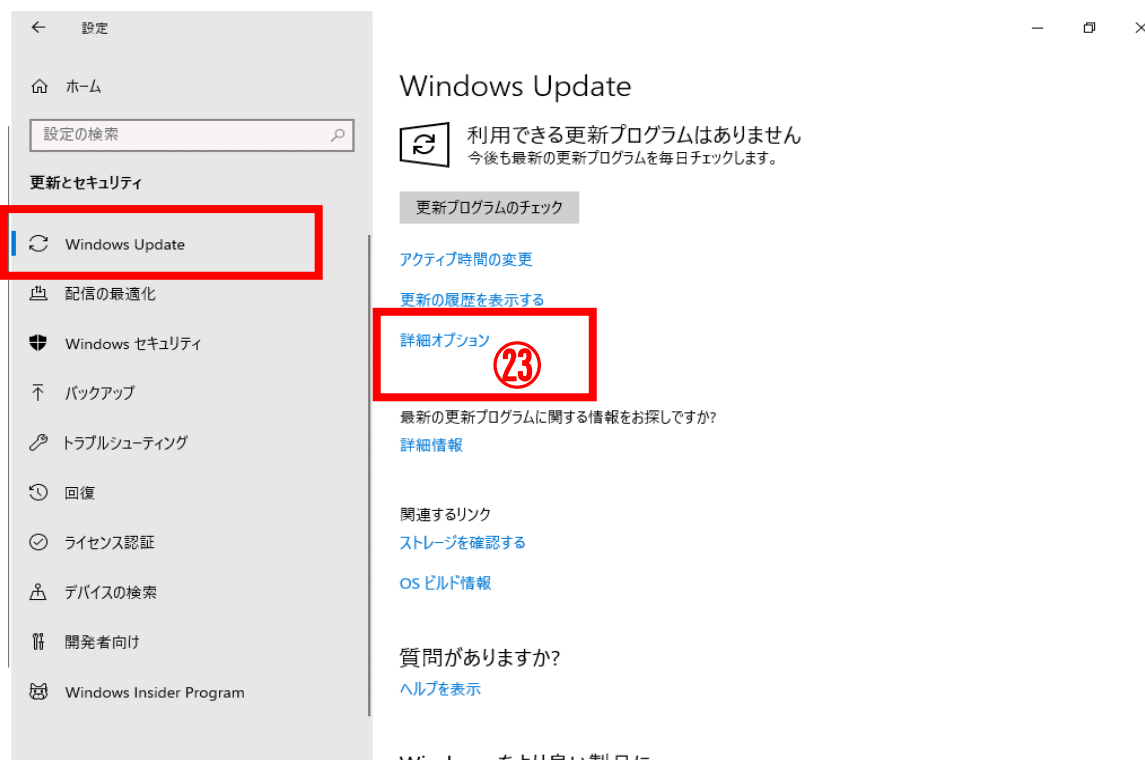 設定
ホーム
設定の検索
更新とセキュリティ
Windows Update
配信の最適化
Windows セキュリティ
バックアップ
トラブルシューティング
回復
ライセンス認証
デバイスの検索
開発者向け
Windows Insider Program
Windows Update
利用できる更新プログラムはありません
今後も最新の更新プログラムを毎日チェックします。
更新プログラムのチェック
アクティブ時間の変更
更新の履歴を表示する
詳細オプション
㉓
最新の更新プログラムに関する情報をお探しですか?
詳細情報
関連するリンク
ストレージを確認する
OS ビルド情報
質問がありますか?
ヘルプを表示
Windows をより良い製品に